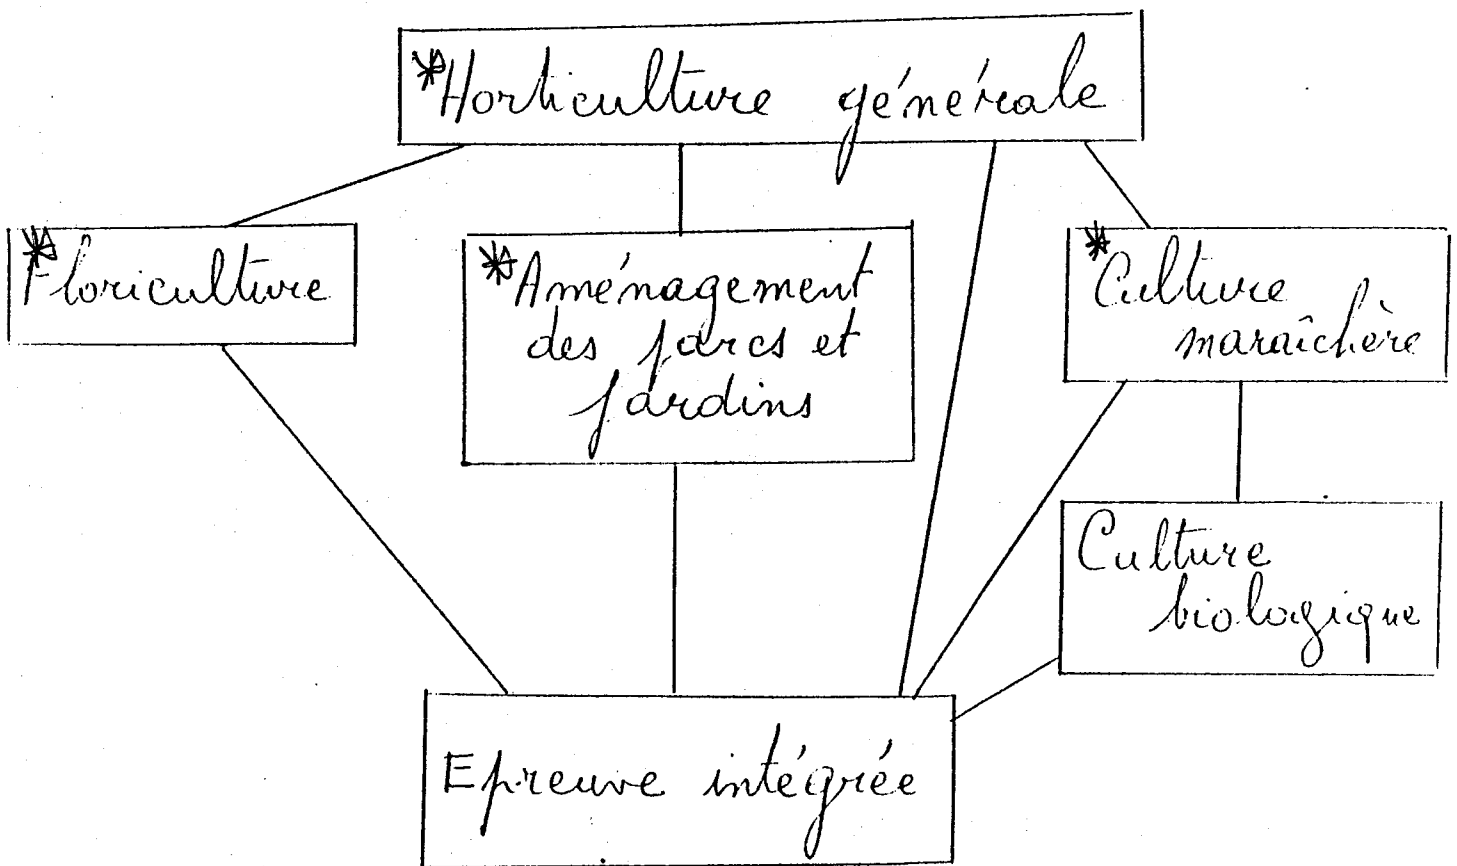 *Horticulture générale
*Floriculture
*Aménagement
des parcs et
jardins
*Culture
maraîchère
Culture
biologique
Epreuve intégrée